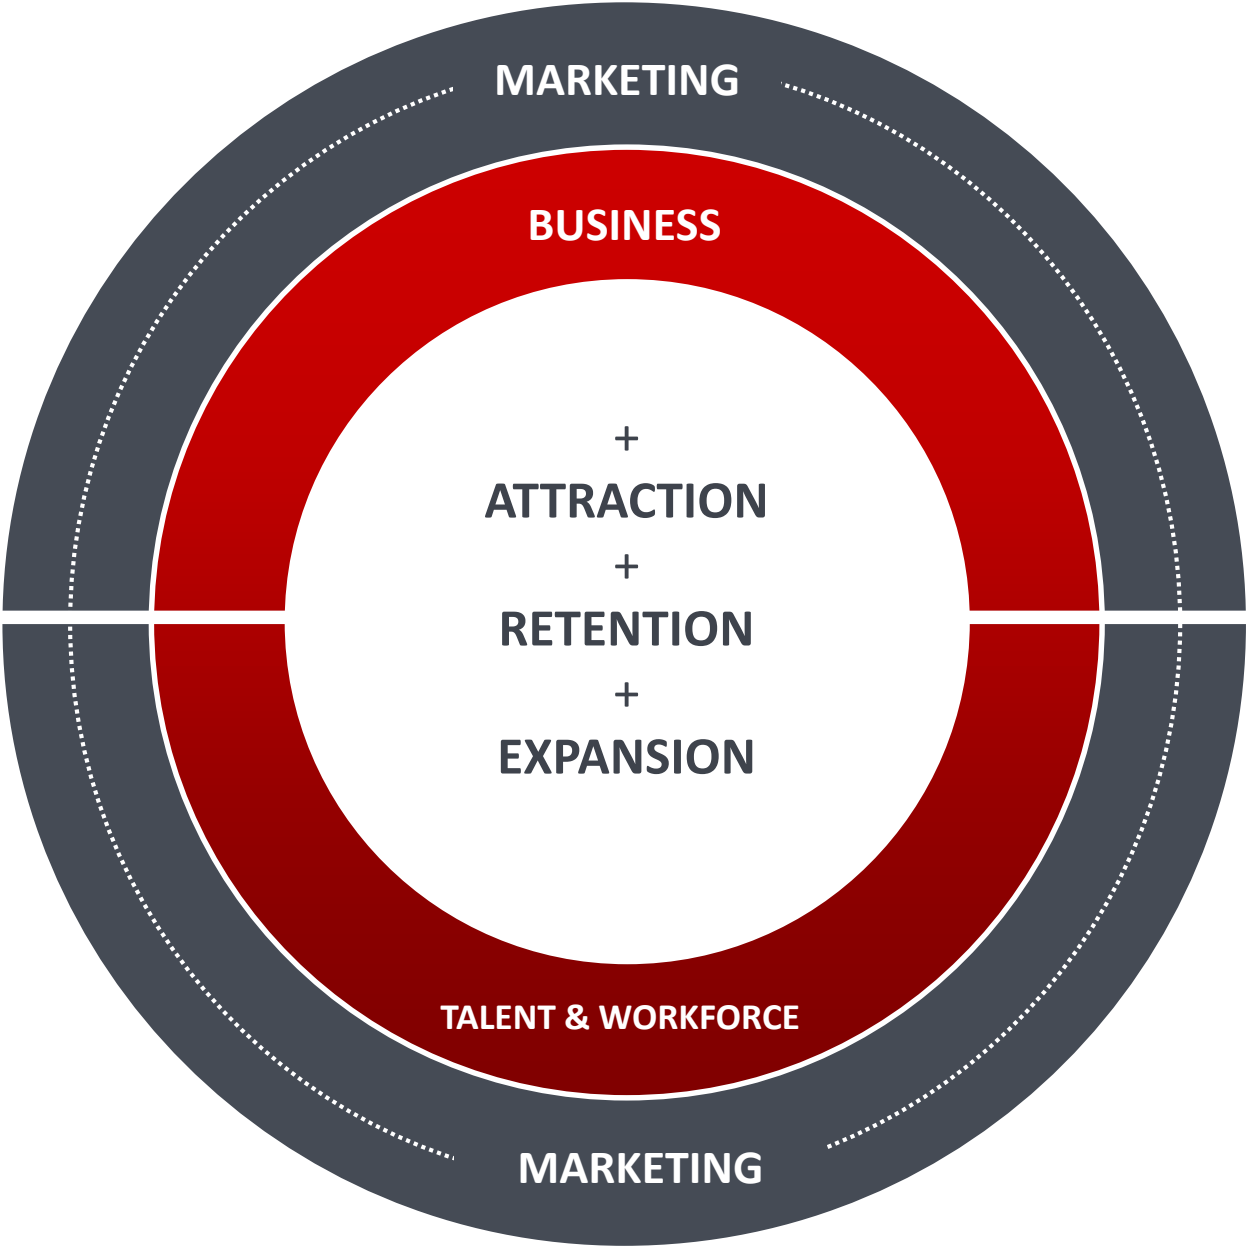 MARKETING
BUSINESS
+
ATTRACTION
+
RETENTION
+
EXPANSION
TALENT & WORKFORCE
MARKETING